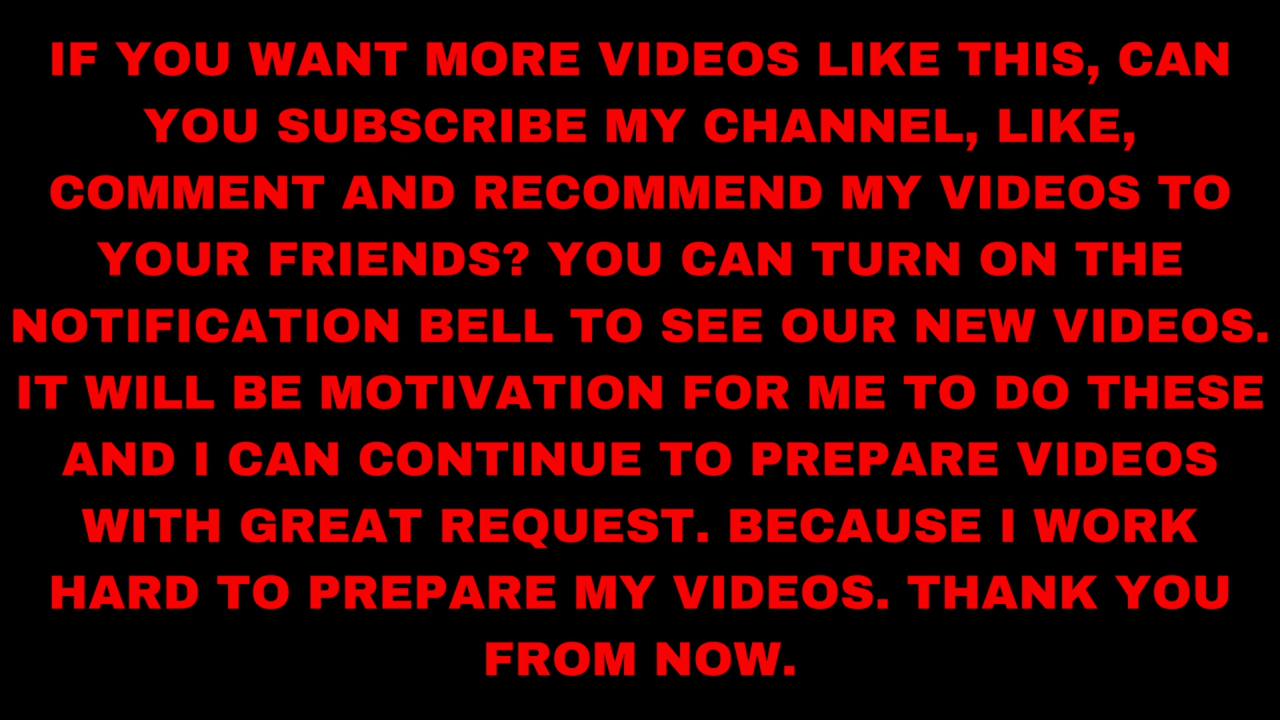 IF YOU WANT MORE VIDEOS LIKE THIS, CAN
YOU SUBSCRIBE MY CHANNEL, LIKE,
COMMENT AND RECOMMEND MY VIDEOS TO
YOUR FRIENDS? YOU CAN TURN ON THE
NOTIFICATION BELL TO SEE OUR NEW VIDEOS.
IT WILL BE MOTIVATION FOR ME TO DO THESE
AND I CAN CONTINUE TO PREPARE VIDEOS
WITH GREAT REQUEST. BECAUSE I WORK
HARD TO PREPARE MY VIDEOS. THANK YOU
FROM NOW.